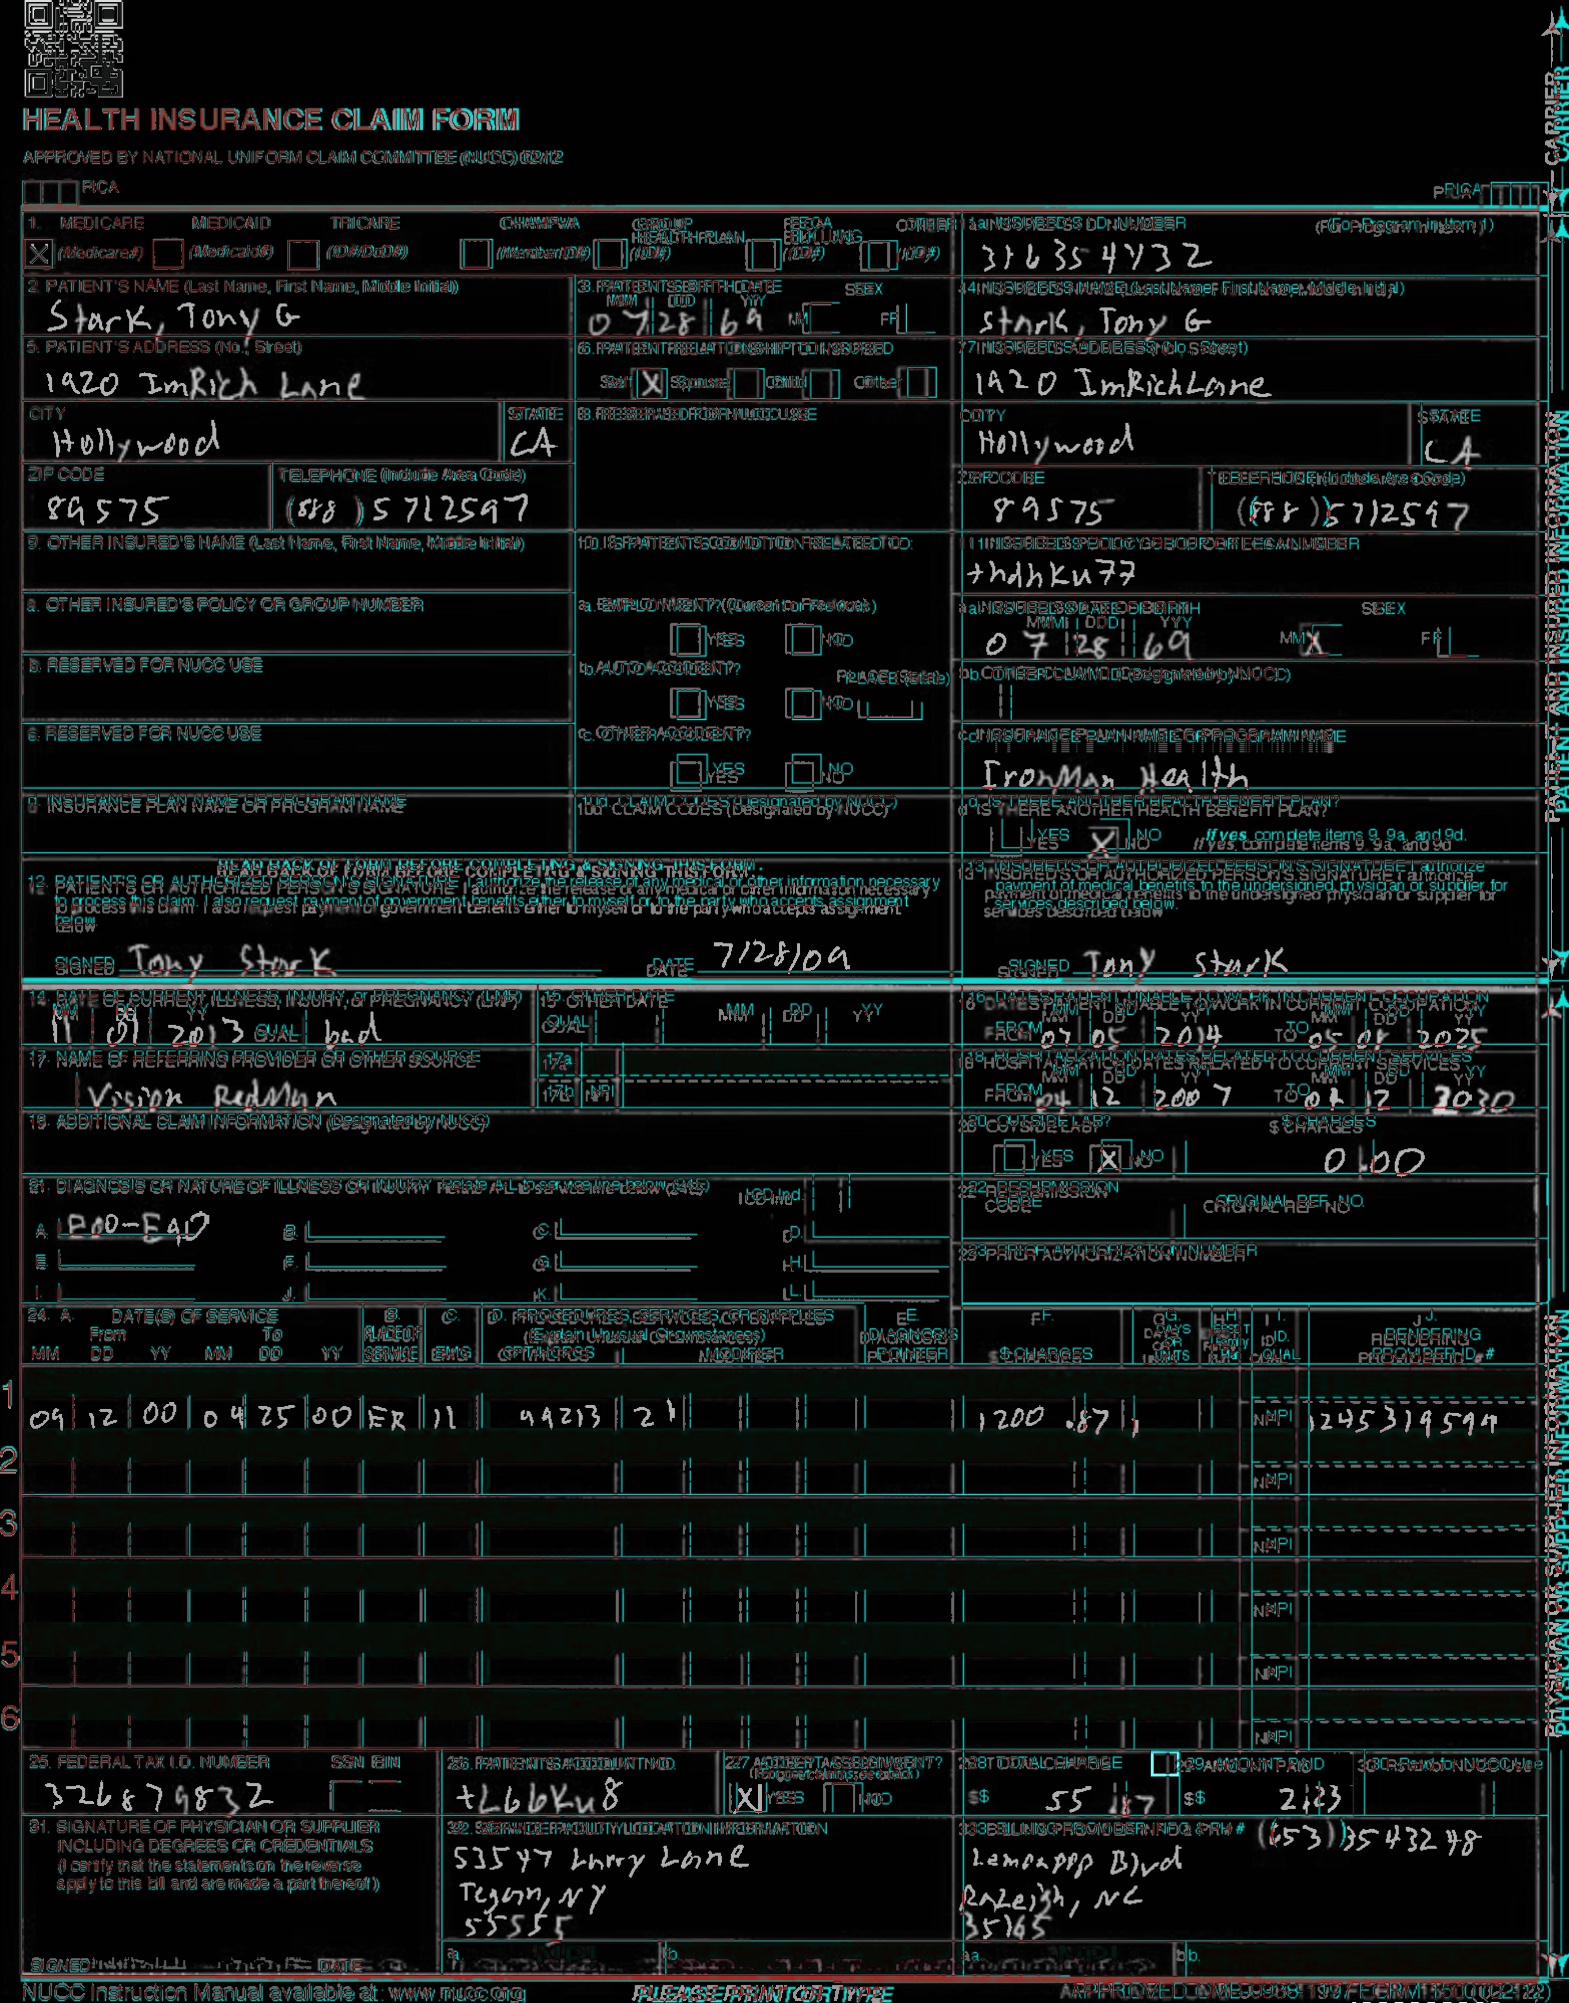 HEALTH INSURANCE CLAIM FORM
APPROVED BY NATIONAL UNIFORM CLAIM COMMITTEE (NUCC) 02/12
PICA PICA
CARRIER
1. MEDICARE MEDICAID TRICARE CHAMPVA GROUP HEALTH PLAN FECA BLK LUNG OTHER
X (Medicare#) (Medicaid#) (ID#/DoD#) (Member ID#) (ID#) (ID#) (ID#)
1a. INSURED'S I.D. NUMBER (For Program in Item 1)
316354432
2. PATIENT'S NAME (Last Name, First Name, Middle Initial)
Stark, Tony G
3. PATIENT'S BIRTH DATE SEX
MM DD YY
07 28 69 M F
4. INSURED'S NAME (Last Name, First Name, Middle Initial)
Stark, Tony G
5. PATIENT'S ADDRESS (No., Street)
1920 ImRich Lane
6. PATIENT RELATIONSHIP TO INSURED
Self X Spouse Child Other
7. INSURED'S ADDRESS (No., Street)
1920 ImRichLane
CITY STATE
Hollywood CA
8. RESERVED FOR NUCC USE
CITY STATE
Hollywood CA
ZIP CODE TELEPHONE (Include Area Code)
89575 (888) 5712597
ZIP CODE TELEPHONE (Include Area Code)
89575 (888) 5712597
9. OTHER INSURED'S NAME (Last Name, First Name, Middle Initial)
10. IS PATIENT'S CONDITION RELATED TO:
11. INSURED'S POLICY GROUP OR FECA NUMBER
thdhKu77
a. OTHER INSURED'S POLICY OR GROUP NUMBER
a. EMPLOYMENT? (Current or Previous)
YES NO
a. INSURED'S DATE OF BIRTH SEX
MM DD YY
07 28 69 M X F
b. RESERVED FOR NUCC USE
b. AUTO ACCIDENT? PLACE (State)
YES NO
b. OTHER CLAIM ID (Designated by NUCC)
c. RESERVED FOR NUCC USE
c. OTHER ACCIDENT?
YES NO
c. INSURANCE PLAN NAME OR PROGRAM NAME
IronMan Health
d. INSURANCE PLAN NAME OR PROGRAM NAME
10d. CLAIM CODES (Designated by NUCC)
d. IS THERE ANOTHER HEALTH BENEFIT PLAN?
YES X NO If yes, complete items 9, 9a, and 9d.
READ BACK OF FORM BEFORE COMPLETING & SIGNING THIS FORM.
12. PATIENT'S OR AUTHORIZED PERSON'S SIGNATURE I authorize the release of any medical or other information necessary
to process this claim. I also request payment of government benefits either to myself or to the party who accepts assignment
below.
SIGNED Tony Stark DATE 7/28/09
13. INSURED'S OR AUTHORIZED PERSON'S SIGNATURE I authorize
payment of medical benefits to the undersigned physician or supplier for
services described below.
SIGNED Tony Stark
PATIENT AND INSURED INFORMATION
14. DATE OF CURRENT ILLNESS, INJURY, or PREGNANCY (LMP)
MM DD YY
11 01 2013 QUAL. bad
15. OTHER DATE
QUAL. MM DD YY
16. DATES PATIENT UNABLE TO WORK IN CURRENT OCCUPATION
MM DD YY MM DD YY
FROM 07 05 2014 TO 05 08 2025
17. NAME OF REFERRING PROVIDER OR OTHER SOURCE
Vision RedMan
17a.
17b. NPI
18. HOSPITALIZATION DATES RELATED TO CURRENT SERVICES
MM DD YY MM DD YY
FROM 04 12 2007 TO 12 2030
19. ADDITIONAL CLAIM INFORMATION (Designated by NUCC)
20. OUTSIDE LAB? $ CHARGES
YES X NO 0 .00
21. DIAGNOSIS OR NATURE OF ILLNESS OR INJURY Relate A-L to service line below (24E)
ICD Ind.
A. E00-E90 B. C. D.
E. F. G. H.
I. J. K. L.
22. RESUBMISSION CODE ORIGINAL REF. NO.
23. PRIOR AUTHORIZATION NUMBER
24. A. DATE(S) OF SERVICE
From To
MM DD YY MM DD YY
B. PLACE OF SERVICE
C. EMG
D. PROCEDURES, SERVICES, OR SUPPLIES
(Explain Unusual Circumstances)
CPT/HCPCS MODIFIER
E. DIAGNOSIS POINTER
F. $ CHARGES
G. DAYS OR UNITS
H.
I. ID. QUAL.
J. RENDERING PROVIDER ID. #
1
09 12 00 04 25 00 ER 11 99213 21 1200 .87 NPI 1245319594
2 NPI
3 NPI
4 NPI
5 NPI
6 NPI
PHYSICIAN OR SUPPLIER INFORMATION
25. FEDERAL TAX I.D. NUMBER SSN EIN
326879832
26. PATIENT'S ACCOUNT NO.
tL66Ku8
27. ACCEPT ASSIGNMENT?
(For govt. claims, see back)
X YES NO
28. TOTAL CHARGE
$ 55 .87
29. AMOUNT PAID
$ 2.23
30. Rsvd for NUCC Use
31. SIGNATURE OF PHYSICIAN OR SUPPLIER
INCLUDING DEGREES OR CREDENTIALS
(I certify that the statements on the reverse
apply to this bill and are made a part thereof.)
SIGNED DATE
32. SERVICE FACILITY LOCATION INFORMATION
53547 Larry Lane
NY
55555
a. b.
33. BILLING PROVIDER INFO & PH # (653) 3543248
Blvd
Raleigh, NC
35765
a. b.
NUCC Instruction Manual available at: www.nucc.org
PLEASE PRINT OR TYPE
APPROVED OMB-0938-1197 FORM 1500 (02-12)